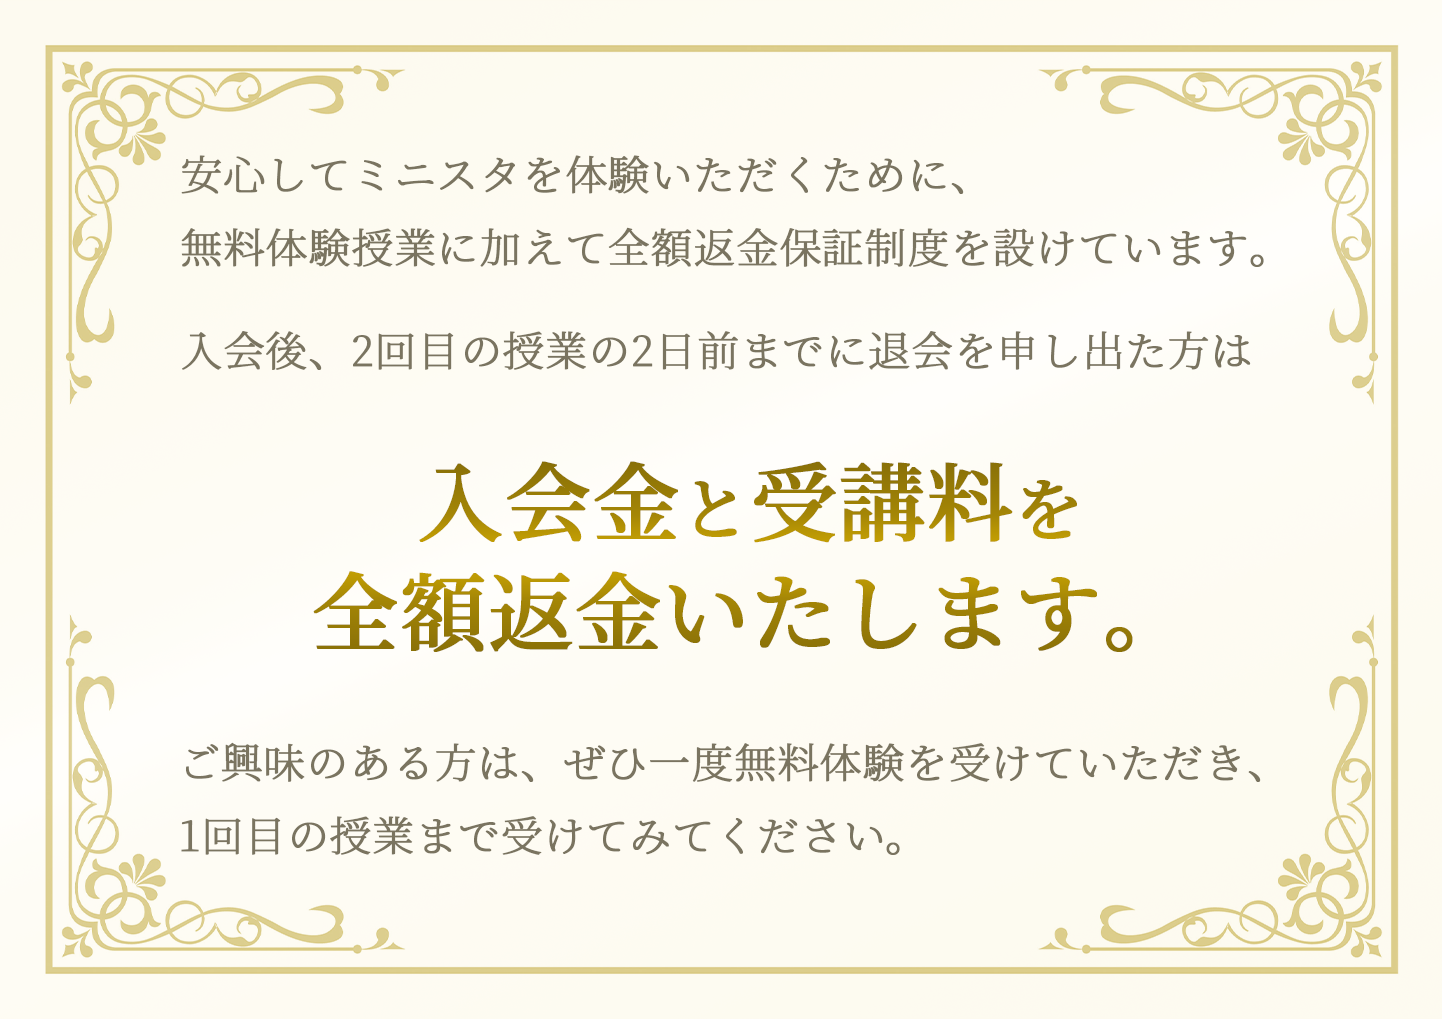 安心してミニスタを体験いただくために、
無料体験授業に加えて全額返金保証制度を設けています。
入会後、2回目の授業の2日前までに退会を申し出た方は
入会金と受講料を
全額返金いたします。
ご興味のある方は、ぜひ一度無料体験を受けていただき、
1回目の授業まで受けてみてください。